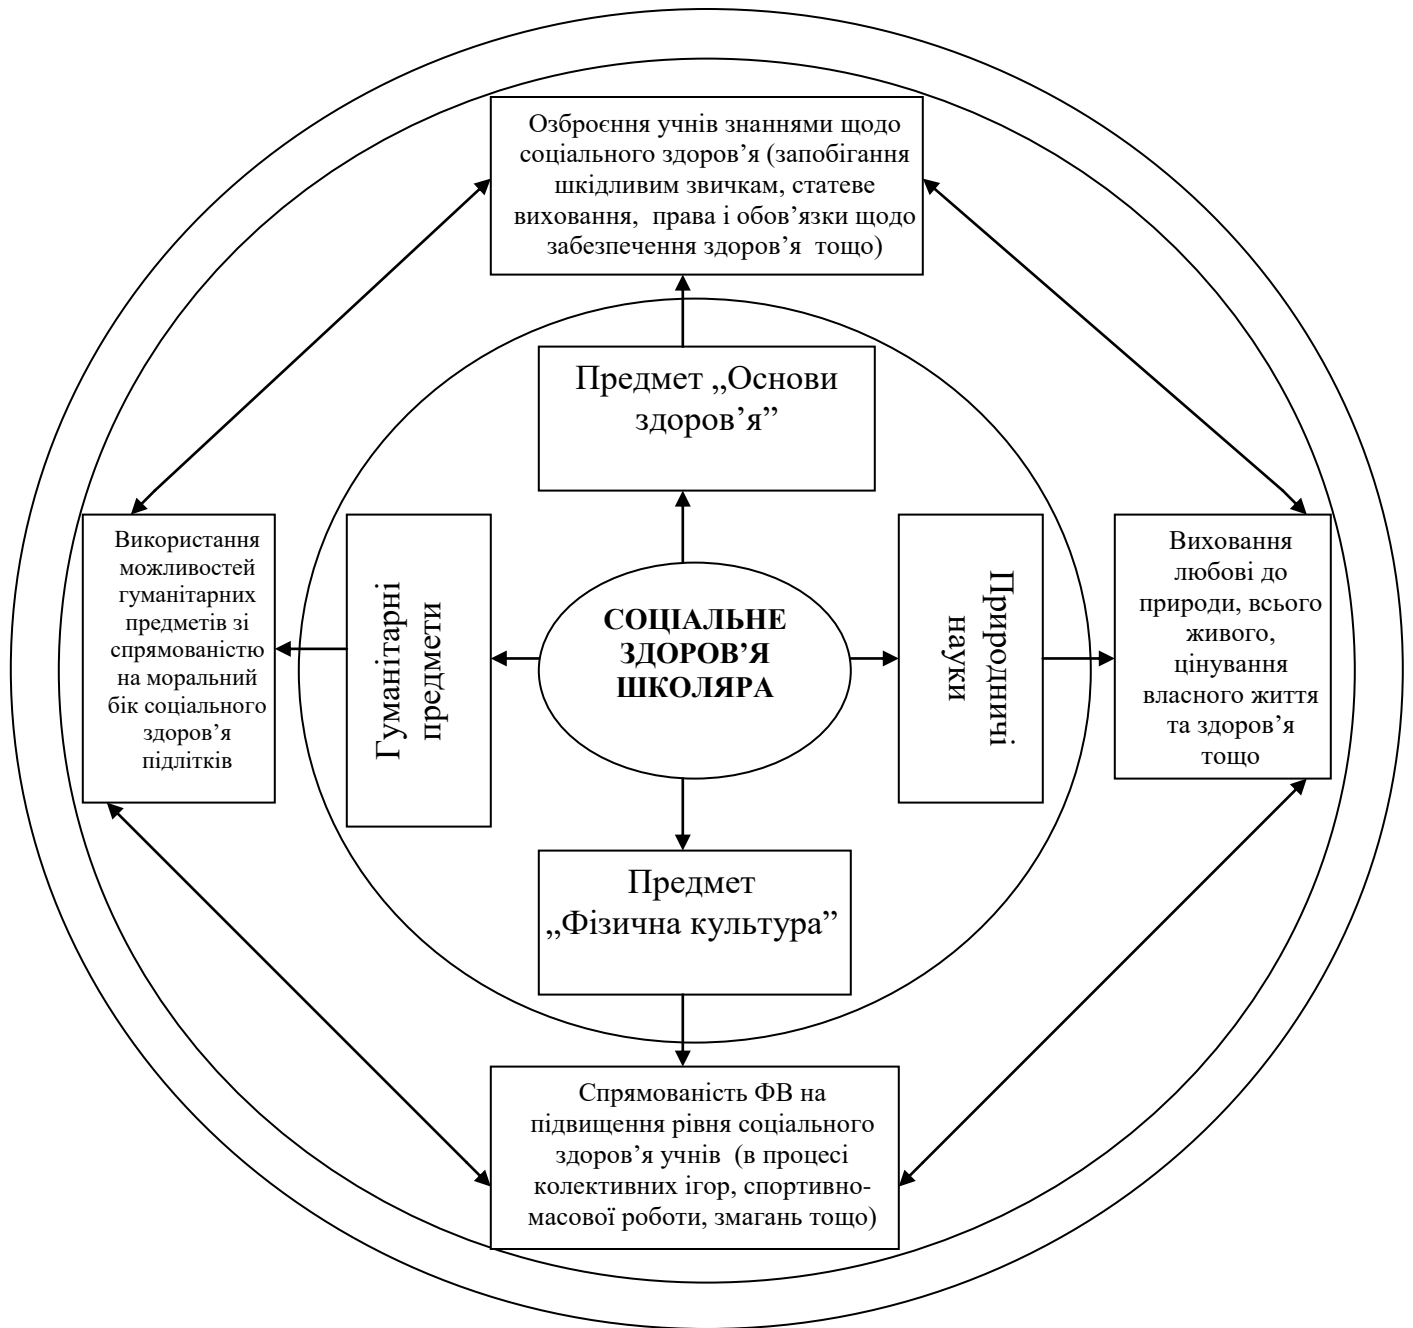 Озброєння учнів знаннями щодо
соціального здоров’я (запобігання
шкідливим звичкам, статеве
виховання, права і обов’язки щодо
забезпечення здоров’я тощо)
Предмет „Основи
здоров’я”
Використання
можливостей
гуманітарних
предметів зі
спрямованістю
на моральний
бік соціального
здоров’я
підлітків
Гуманітарні
предмети
СОЦІАЛЬНЕ
ЗДОРОВ’Я
ШКОЛЯРА
Природничі
науки
Виховання
любові до
природи, всього
живого,
цінування
власного життя
та здоров’я
тощо
Предмет
„Фізична культура”
Спрямованість ФВ на
підвищення рівня соціального
здоров’я учнів (в процесі
колективних ігор, спортивно-
масової роботи, змагань тощо)